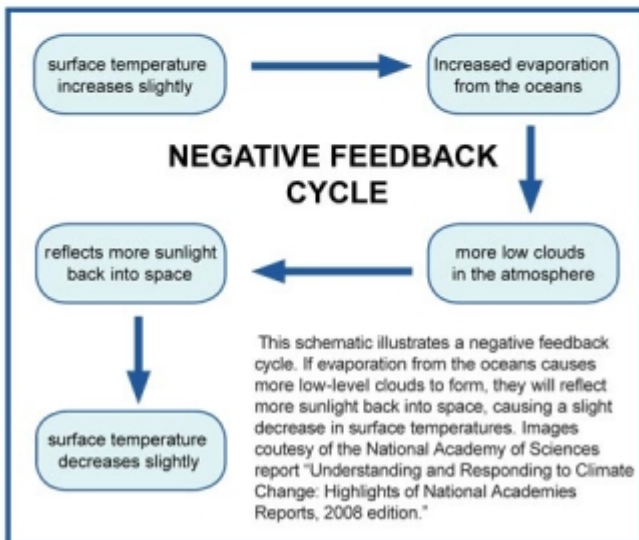 surface temperature
increases slightly
Increased evaporation
from the oceans
NEGATIVE FEEDBACK
CYCLE
more low clouds
in the atmosphere
reflects more sunlight
back into space
surface temperature
decreases slightly
This schematic illustrates a negative feedback
cycle. If evaporation from the oceans causes
more low-level clouds to form, they will reflect
more sunlight back into space, causing a slight
decrease in surface temperatures. Images
coutesy of the National Academy of Sciences
report "Understanding and Responding to Climate
Change: Highlights of National Academies
Reports, 2008 edition."